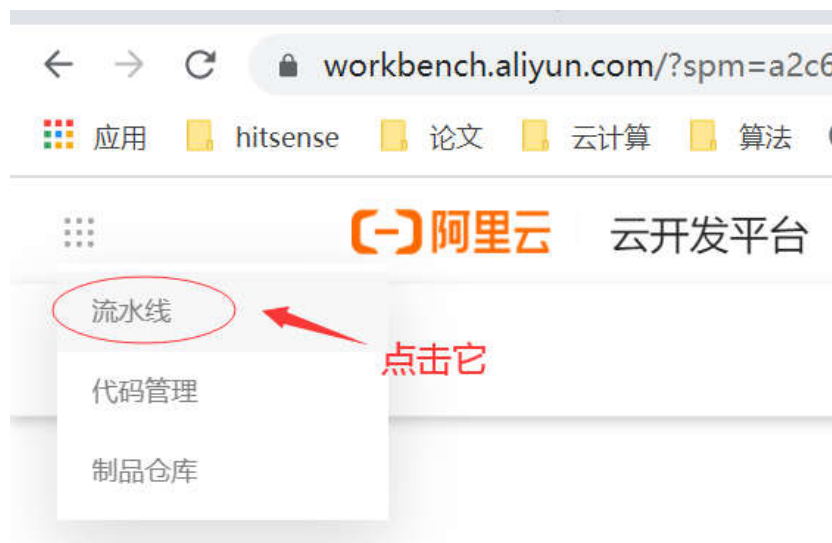 workbench.aliyun.com/?spm=a2c6
应用 hitsense 论文 云计算 算法
阿里云 云开发平台
流水线
点击它
代码管理
制品仓库